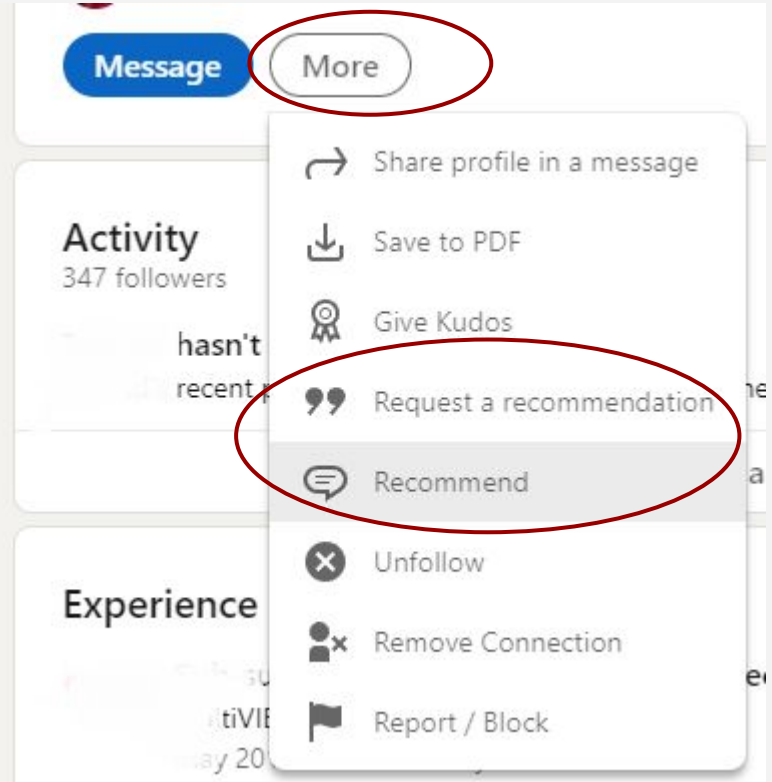 Message
More
Share profile in a message
Activity
Save to PDF
347 followers
Give Kudos
hasn't
recent
Request a recommendation
Recommend
Unfollow
Experience
Remove Connection
Report / Block